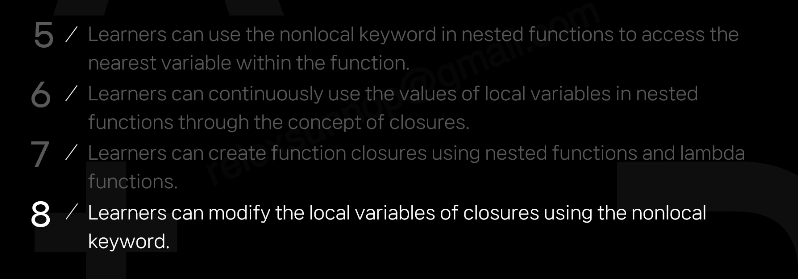 5 / Learners can use the nonlocal keyword in nested functions to access the
nearest variable within the function.
6 / Learners can continuously use the values of local variables in nested
functions through the concept of closures.
7 / Learners can create function closures using nested functions and lambda
functions.
8 / Learners can modify the local variables of closures using the nonlocal
keyword.